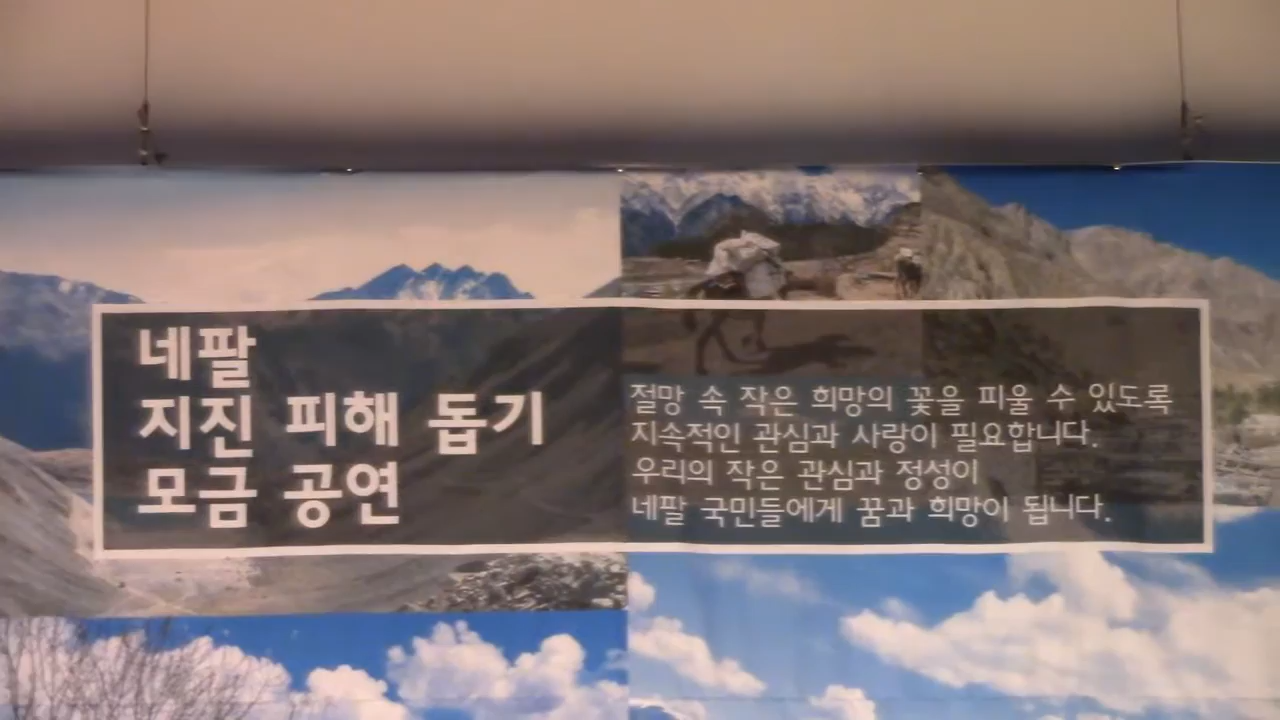 네팔
지진 피해 돕기
모금 공연
절망 속 작은 희망의 꽃을 피울 수 있도록
지속적인 관심과 사랑이 필요합니다.
우리의 작은 관심과 정성이
네팔 국민들에게 꿈과 희망이 됩니다.